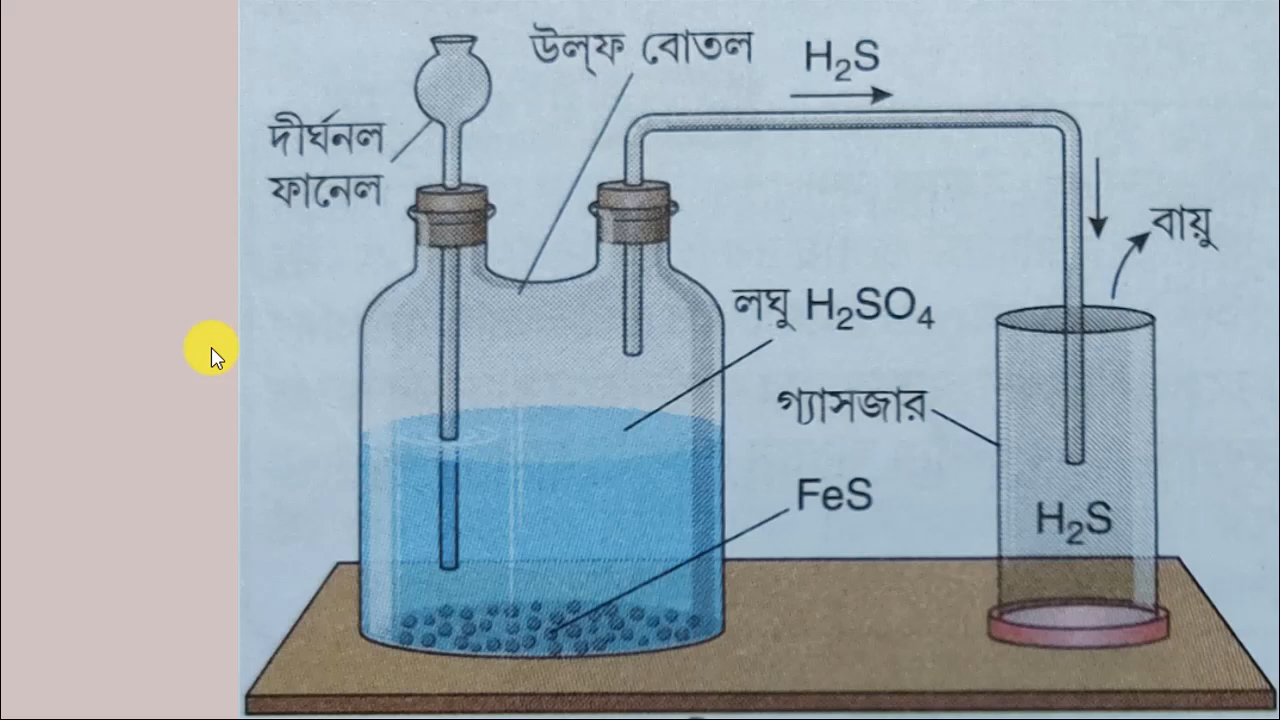 উল্‌ফ বোতল
H₂S
দীর্ঘনল
ফানেল
বায়ু
লঘু H₂SO₄
গ্যাসজার
FeS
H₂S